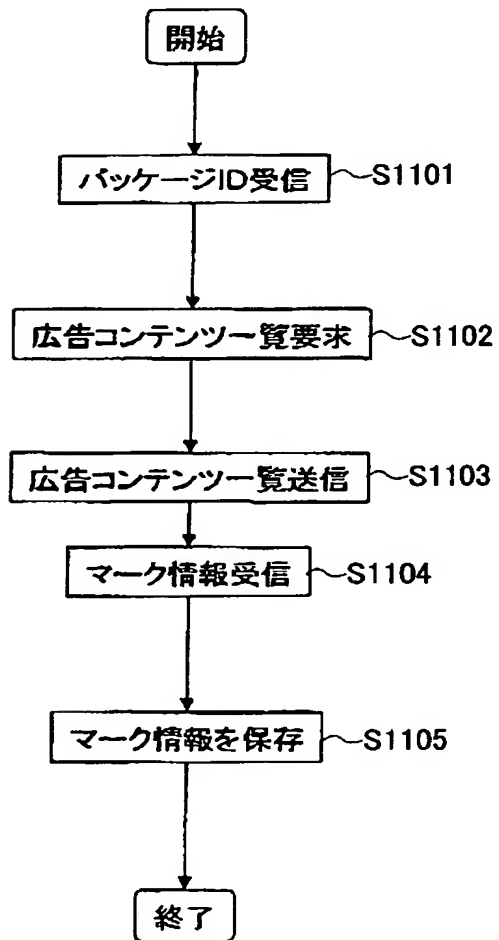 開始
パッケージID受信 S1101
広告コンテンツ一覧要求 S1102
広告コンテンツ一覧送信 S1103
マーク情報受信 S1104
マーク情報を保存 S1105
終了